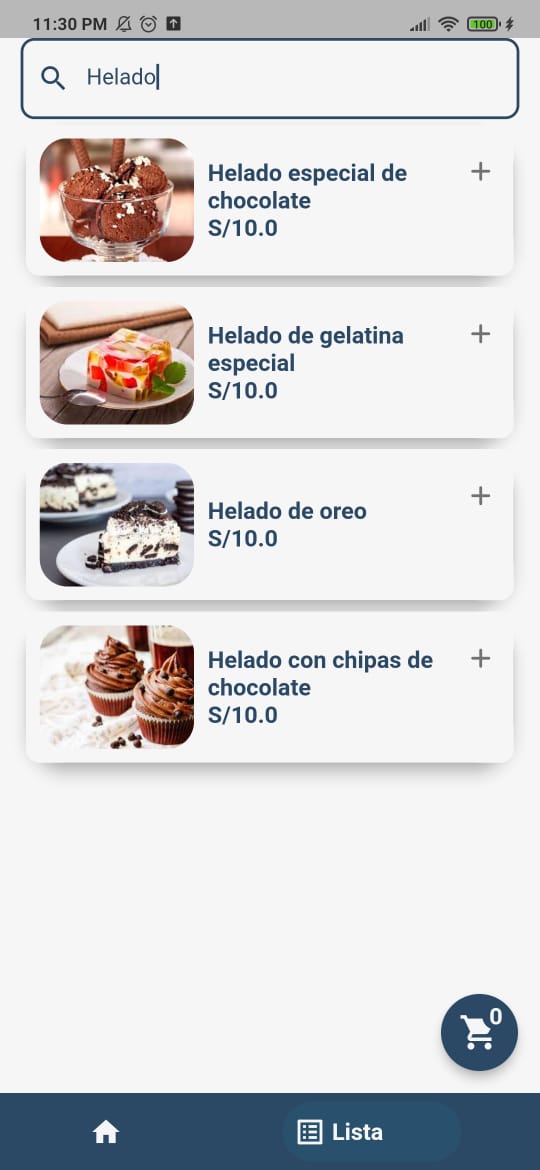 11:30 PM 100
Helado
Helado especial de
chocolate
S/10.0
Helado de gelatina
especial
S/10.0
Helado de oreo
S/10.0
Helado con chipas de
chocolate
S/10.0
0
Lista